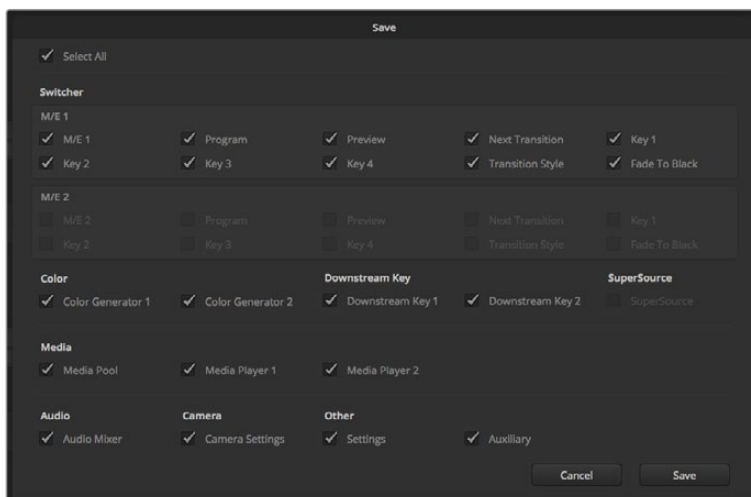 Save
Select All
Switcher
M/E 1
M/E 1 Program Preview Next Transition Key 1
Key 2 Key 3 Key 4 Transition Style Fade To Black
M/E 2
M/E 2 Program Preview Next Transition Key 1
Key 2 Key 3 Key 4 Transition Style Fade To Black
Color Downstream Key SuperSource
Color Generator 1 Color Generator 2 Downstream Key 1 Downstream Key 2 SuperSource
Media
Media Pool Media Player 1 Media Player 2
Audio Camera Other
Audio Mixer Camera Settings Settings Auxiliary
Cancel Save